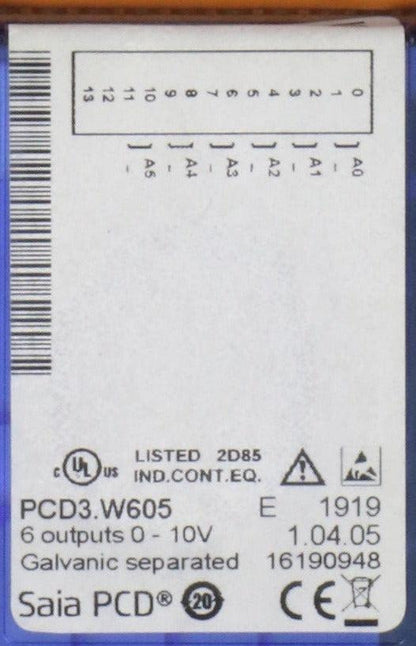 13 12 11 10 9 8 7 6 5 4 3 2 1 0
A5 A4 A3 A2 A1 A0
- - - - - -
c UL US LISTED 2D85
IND.CONT.EQ.
PCD3.W605 E 1919
6 outputs 0 - 10V 1.04.05
Galvanic separated 16190948
Saia PCD® 20 CE